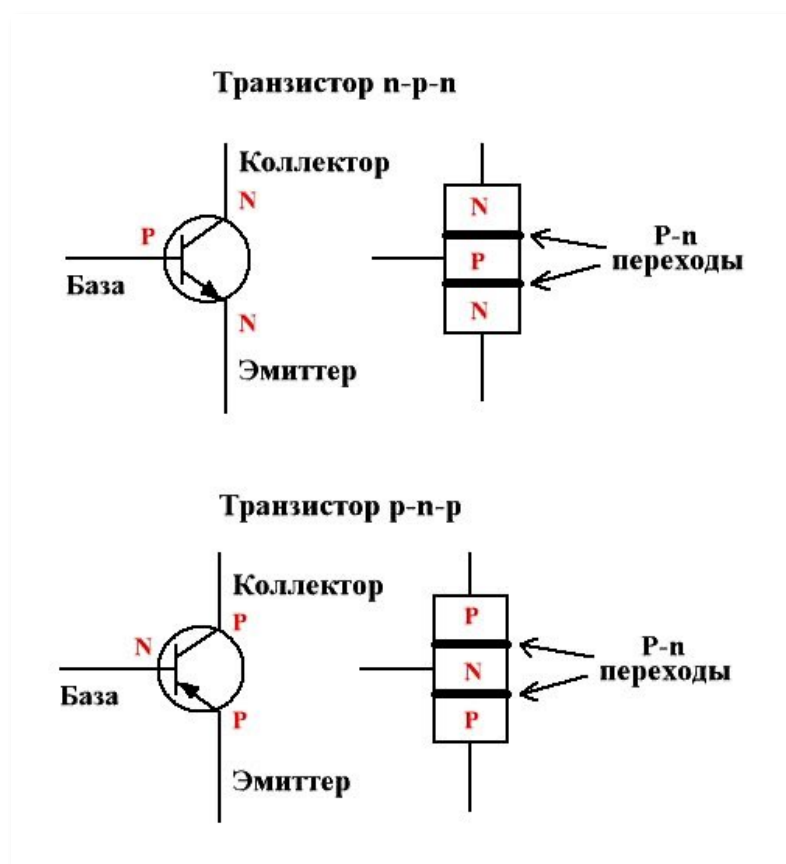 Транзистор n-p-n
Коллектор
N
P
База
N
Эмиттер
N
P
N
P-n
переходы
Транзистор p-n-p
Коллектор
P
N
База
P
Эмиттер
P
N
P
P-n
переходы